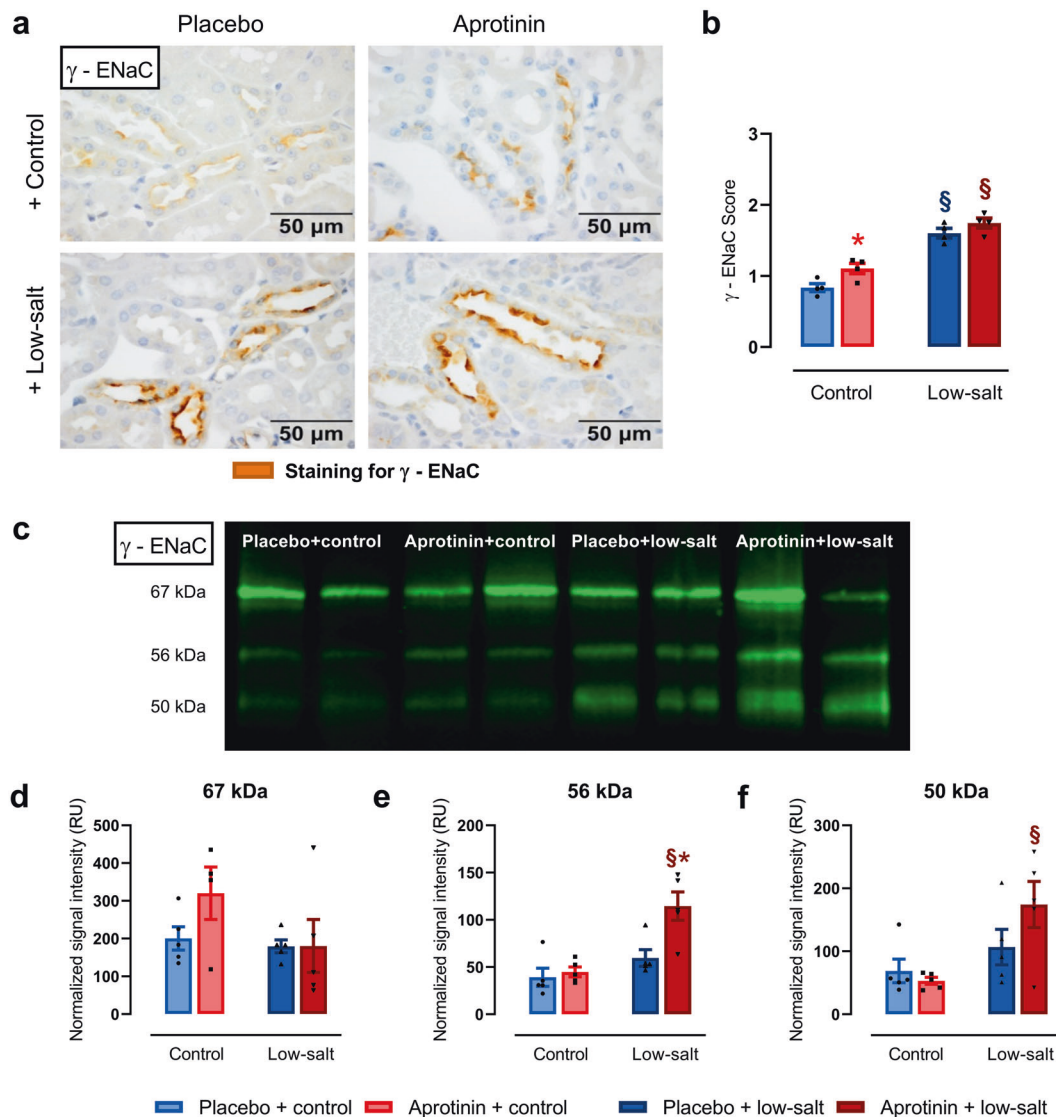 a
Placebo
Aprotinin
γ - ENaC
+ Control
50 µm
50 µm
+ Low-salt
50 µm
50 µm
Staining for γ - ENaC
b
γ - ENaC Score
3
2
1
0
*
§
§
Control
Low-salt
c
γ - ENaC
Placebo+control
Aprotinin+control
Placebo+low-salt
Aprotinin+low-salt
67 kDa
56 kDa
50 kDa
d
67 kDa
Normalized signal intensity (RU)
500
400
300
200
100
0
Control
Low-salt
e
56 kDa
Normalized signal intensity (RU)
200
150
100
50
0
§*
Control
Low-salt
f
50 kDa
Normalized signal intensity (RU)
300
200
100
0
§
Control
Low-salt
Placebo + control
Aprotinin + control
Placebo + low-salt
Aprotinin + low-salt